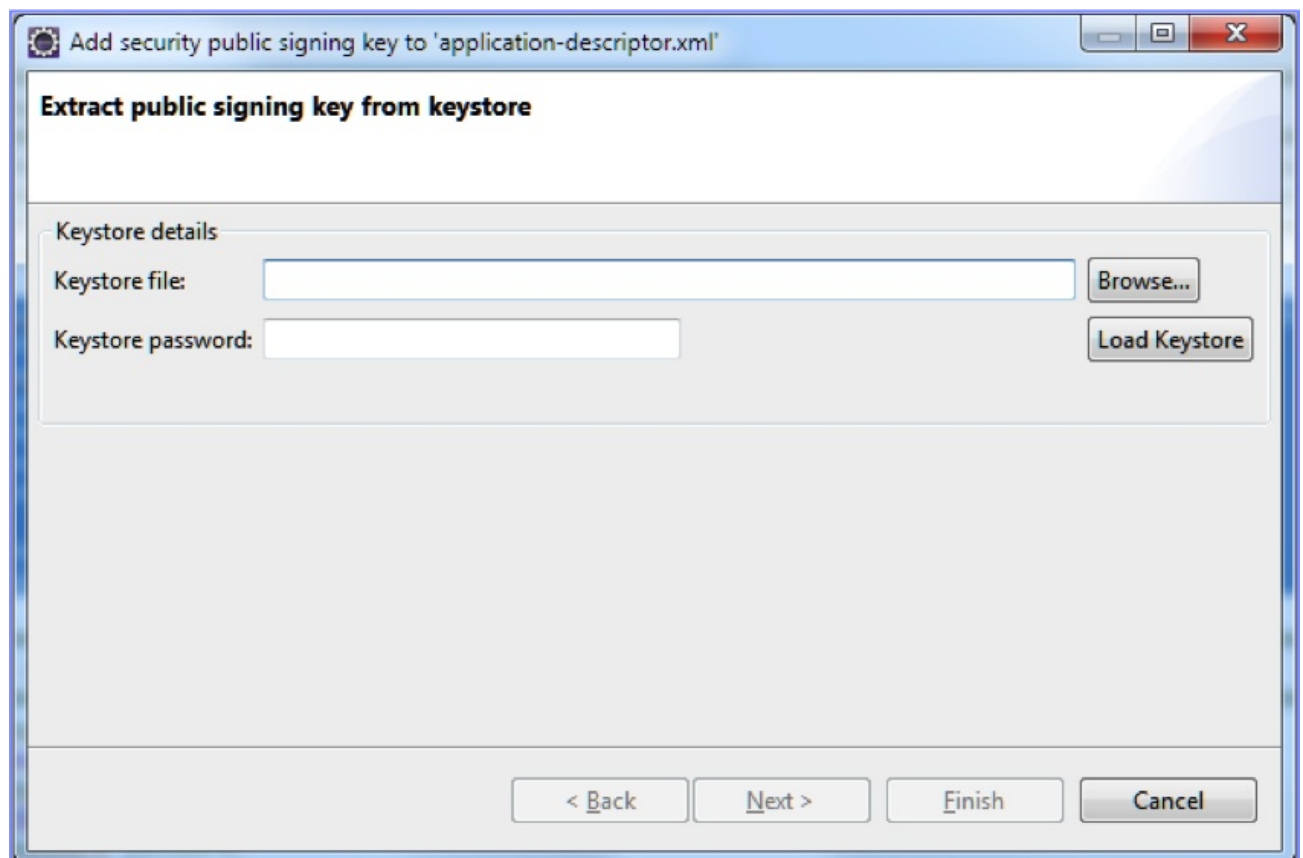 Add security public signing key to 'application-descriptor.xml'
Extract public signing key from keystore
Keystore details
Keystore file:
Browse...
Keystore password:
Load Keystore
< Back
Next >
Finish
Cancel